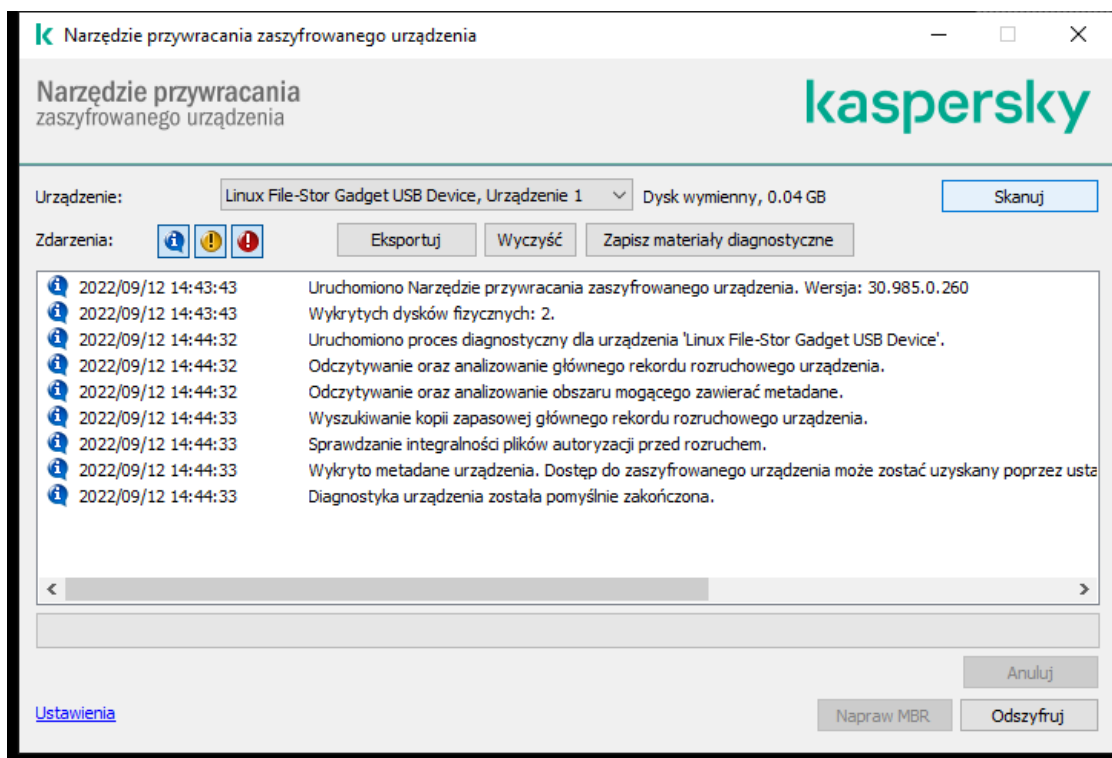 Narzędzie przywracania zaszyfrowanego urządzenia
Narzędzie przywracania
zaszyfrowanego urządzenia
kaspersky
Urządzenie: Linux File-Stor Gadget USB Device, Urządzenie 1 Dysk wymienny, 0.04 GB Skanuj
Zdarzenia: Eksportuj Wyczyść Zapisz materiały diagnostyczne
2022/09/12 14:43:43 Uruchomiono Narzędzie przywracania zaszyfrowanego urządzenia. Wersja: 30.985.0.260
2022/09/12 14:43:43 Wykrytych dysków fizycznych: 2.
2022/09/12 14:44:32 Uruchomiono proces diagnostyczny dla urządzenia 'Linux File-Stor Gadget USB Device'.
2022/09/12 14:44:32 Odczytywanie oraz analizowanie głównego rekordu rozruchowego urządzenia.
2022/09/12 14:44:32 Odczytywanie oraz analizowanie obszaru mogącego zawierać metadane.
2022/09/12 14:44:33 Wyszukiwanie kopii zapasowej głównego rekordu rozruchowego urządzenia.
2022/09/12 14:44:33 Sprawdzanie integralności plików autoryzacji przed rozruchem.
2022/09/12 14:44:33 Wykryto metadane urządzenia. Dostęp do zaszyfrowanego urządzenia może zostać uzyskany poprzez usta
2022/09/12 14:44:33 Diagnostyka urządzenia została pomyślnie zakończona.
Anuluj
Ustawienia Napraw MBR Odszyfruj